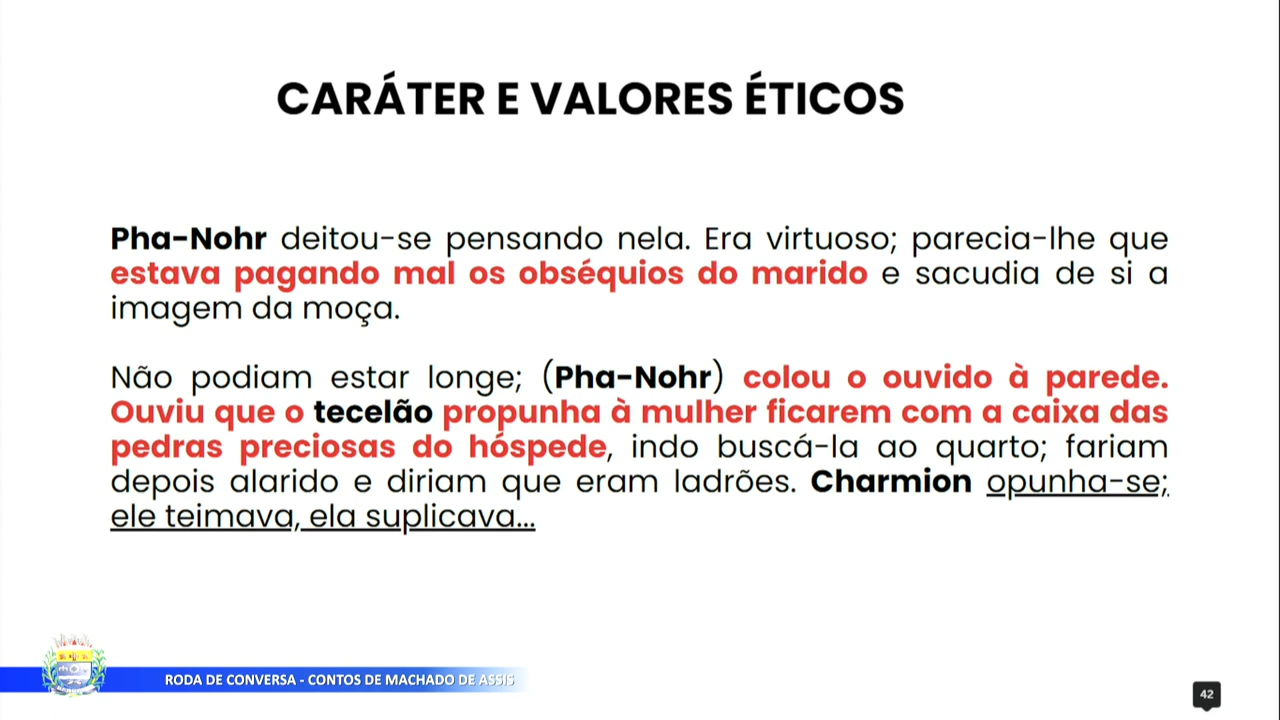 CARÁTER E VALORES ÉTICOS
Pha-Nohr deitou-se pensando nela. Era virtuoso; parecia-lhe que
estava pagando mal os obséquios do marido e sacudia de si a
imagem da moça.
Não podiam estar longe; (Pha-Nohr) colou o ouvido à parede.
Ouviu que o tecelão propunha à mulher ficarem com a caixa das
pedras preciosas do hóspede, indo buscá-la ao quarto; fariam
depois alarido e diriam que eram ladrões. Charmion opunha-se;
ele teimava, ela suplicava...
RODA DE CONVERSA - CONTOS DE MACHADO DE ASSIS
42